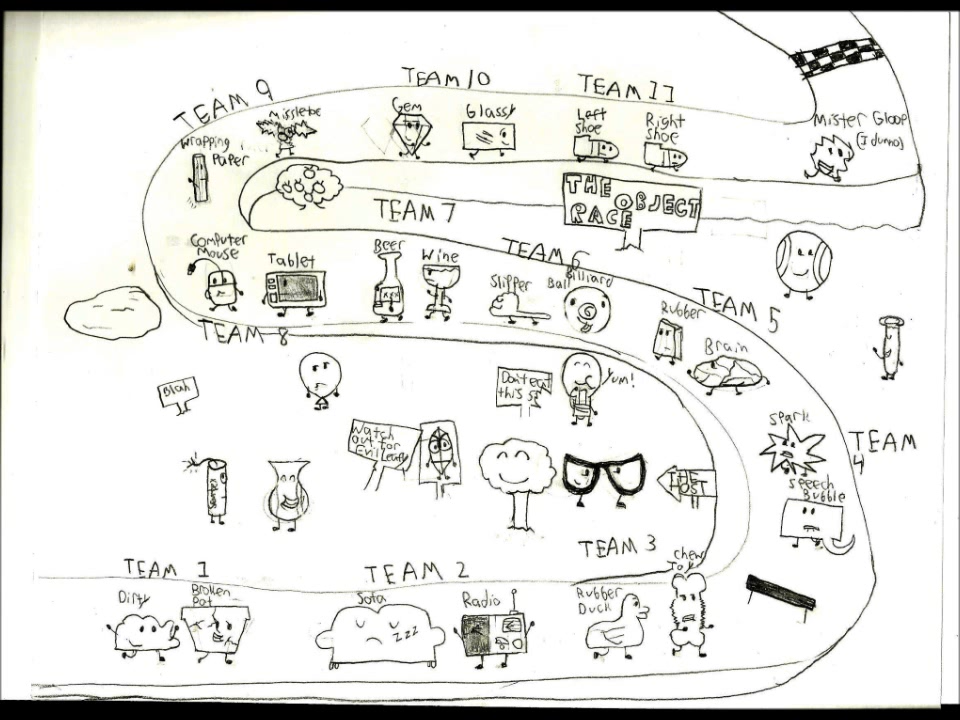 TEAM 10
TEAM 11
TEAM 9
Missletoe
Gem
Glassy
Left
Shoe
Right
Shoe
Mister Gloop
(I dunno)
Wrapping
Paper
THE
OBJECT
RACE
TEAM 7
Computer
Mouse
Tablet
Beer
Wine
TEAM 6
Slipper
Billiard
Ball
TEAM 5
Rubber
Brain
TEAM 8
Blah
Don't eat
this s
Yum!
Spark
TEAM
4
Watch
out for
Evil Leafy
THE
HOST
Speech
Bubble
TEAM 1
TEAM 2
TEAM 3
Chew
Toy
Dirty
Broken
Pot
Sofa
zzz
Radio
Rubber
Duck